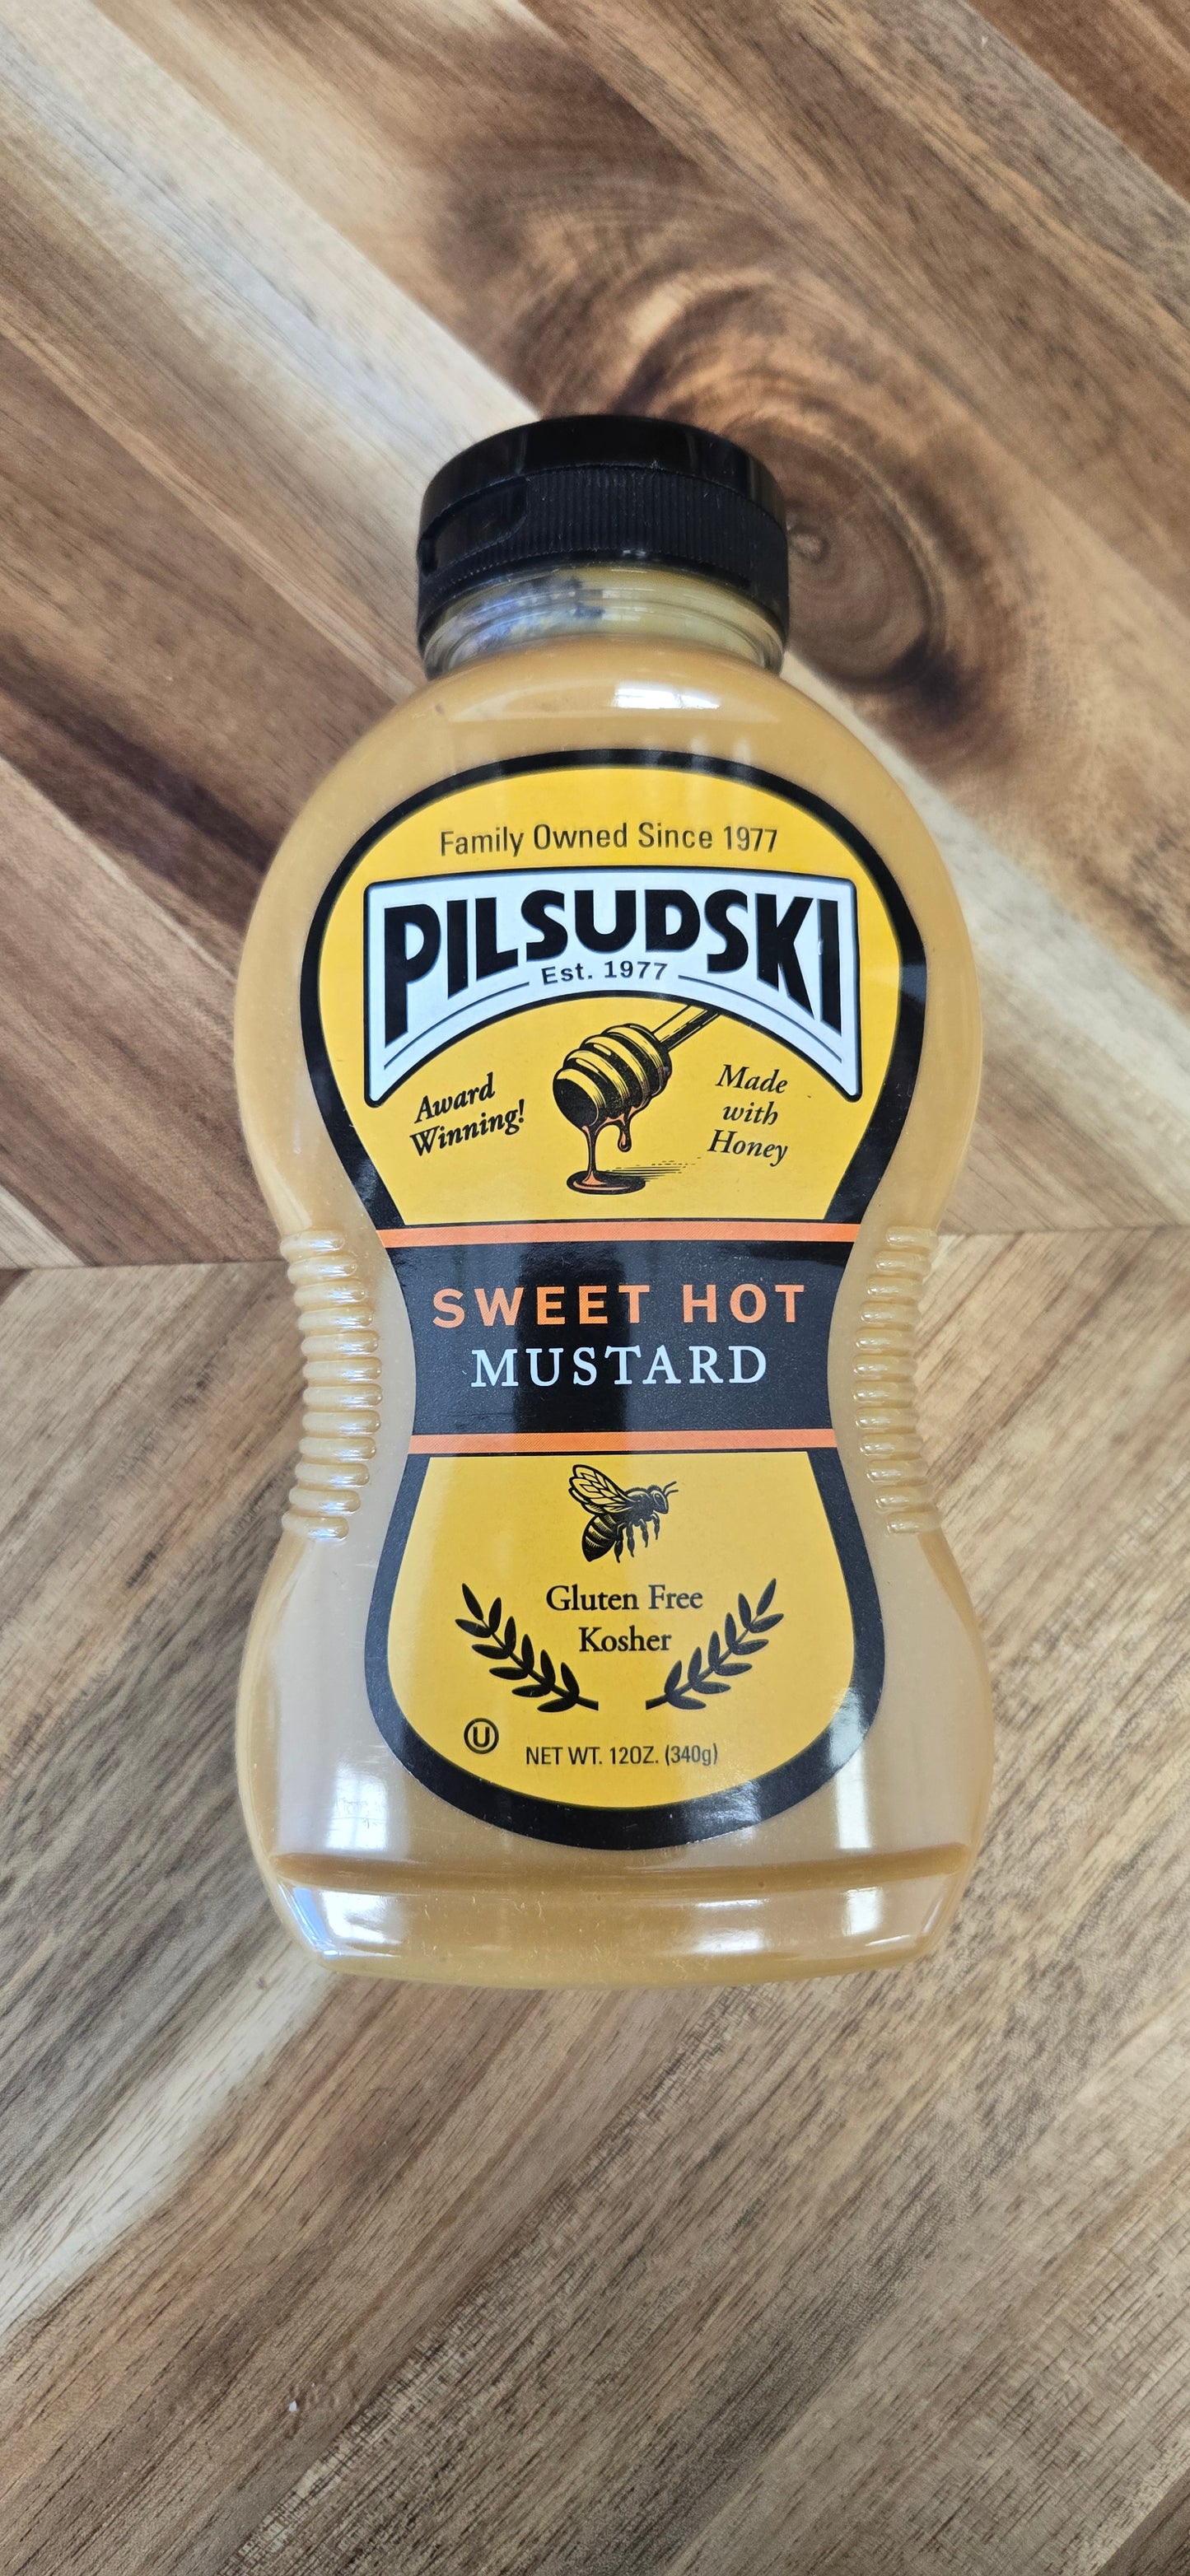 Family Owned Since 1977
PILSUDSKI
Est. 1977
Award
Winning!
Made
with
Honey
SWEET HOT
MUSTARD
Gluten Free
Kosher
U
NET WT. 12OZ. (340g)